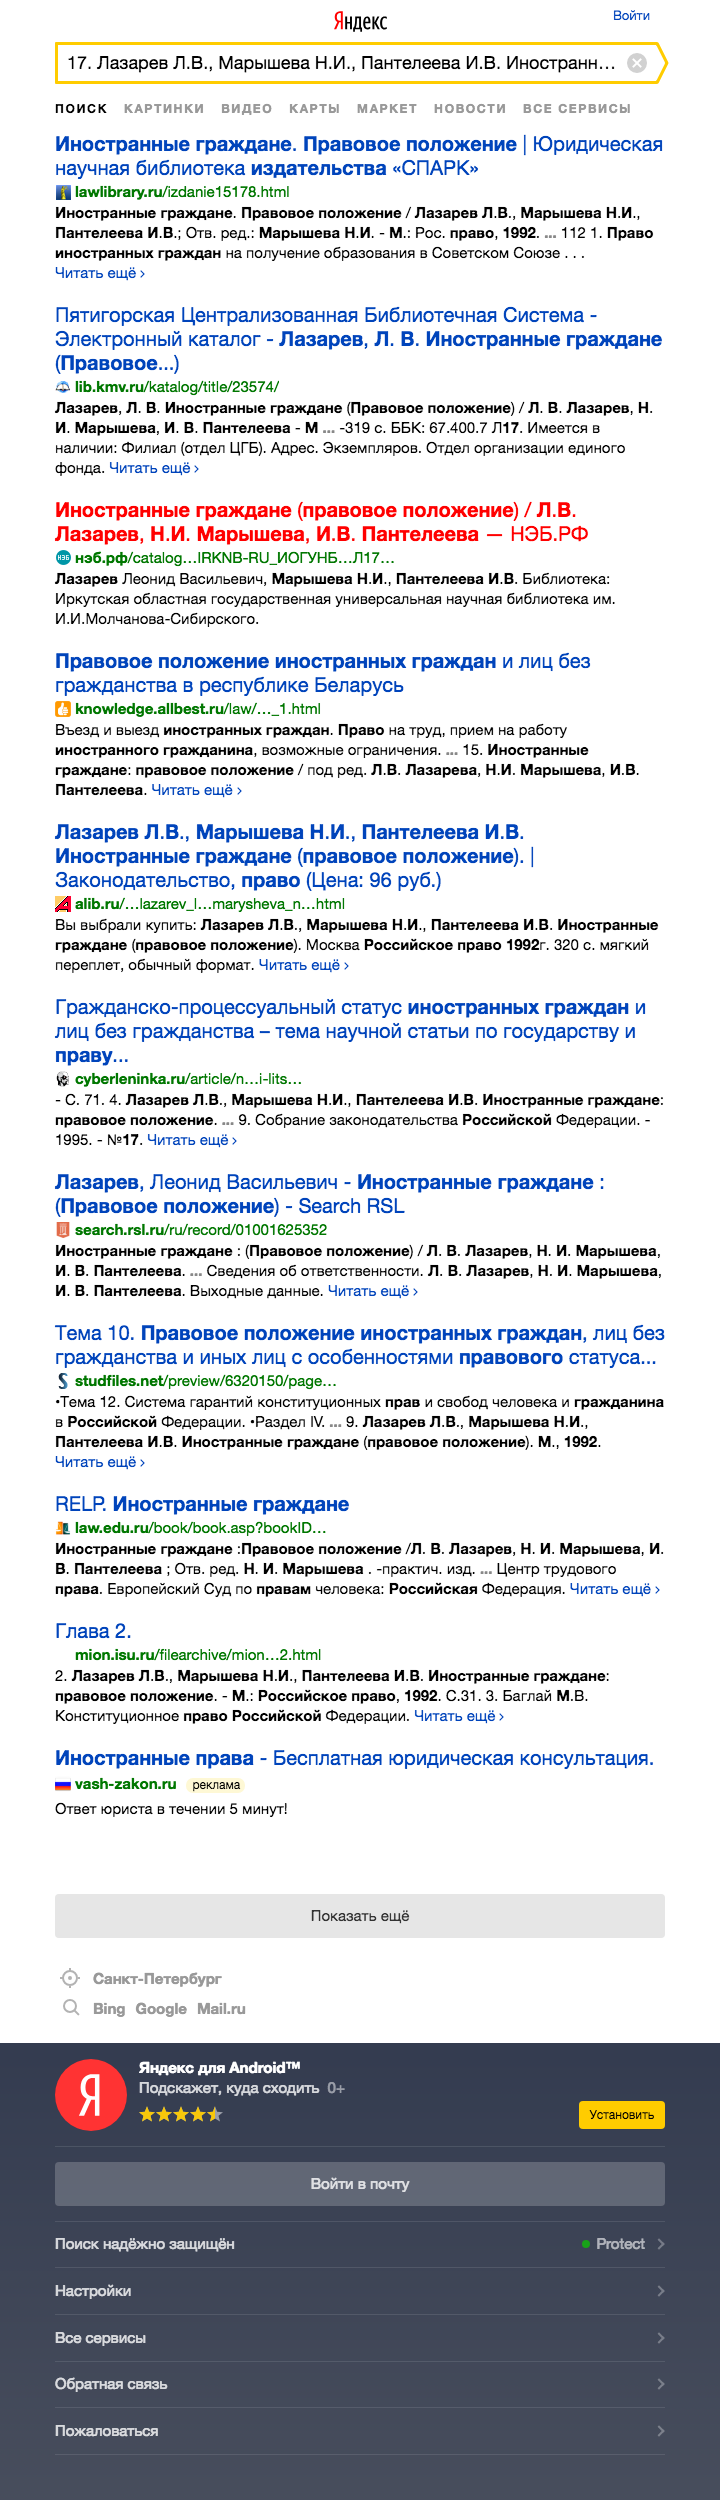 Яндекс
Войти
17. Лазарев Л.В., Марышева Н.И., Пантелеева И.В. Иностранн...
ПОИСК КАРТИНКИ ВИДЕО КАРТЫ МАРКЕТ НОВОСТИ ВСЕ СЕРВИСЫ
Иностранные граждане. Правовое положение | Юридическая
научная библиотека издательства «СПАРК»
lawlibrary.ru/izdanie15178.html
Иностранные граждане. Правовое положение / Лазарев Л.В., Марышева Н.И.,
Пантелеева И.В.; Отв. ред.: Марышева Н.И. - М.: Рос. право, 1992. ... 112 1. Право
иностранных граждан на получение образования в Советском Союзе . . .
Читать ещё ›
Пятигорская Централизованная Библиотечная Система -
Электронный каталог - Лазарев, Л. В. Иностранные граждане
(Правовое...)
lib.kmv.ru/katalog/title/23574/
Лазарев, Л. В. Иностранные граждане (Правовое положение) / Л. В. Лазарев, Н.
И. Марышева, И. В. Пантелеева - М ... -319 с. ББК: 67.400.7 Л17. Имеется в
наличии: Филиал (отдел ЦГБ). Адрес. Экземпляров. Отдел организации единого
фонда. Читать ещё ›
Иностранные граждане (правовое положение) / Л.В.
Лазарев, Н.И. Марышева, И.В. Пантелеева — НЭБ.РФ
НЭБ нэб.рф/catalog...IRKNB-RU_ИОГУНБ...Л17...
Лазарев Леонид Васильевич, Марышева Н.И., Пантелеева И.В. Библиотека:
Иркутская областная государственная универсальная научная библиотека им.
И.И.Молчанова-Сибирского.
Правовое положение иностранных граждан и лиц без
гражданства в республике Беларусь
knowledge.allbest.ru/law/..._1.html
Въезд и выезд иностранных граждан. Право на труд, прием на работу
иностранного гражданина, возможные ограничения. ... 15. Иностранные
граждане: правовое положение / под ред. Л.В. Лазарева, Н.И. Марышева, И.В.
Пантелеева. Читать ещё ›
Лазарев Л.В., Марышева Н.И., Пантелеева И.В.
Иностранные граждане (правовое положение). |
Законодательство, право (Цена: 96 руб.)
alib.ru/...lazarev_l...marysheva_n...html
Вы выбрали купить: Лазарев Л.В., Марышева Н.И., Пантелеева И.В. Иностранные
граждане (правовое положение). Москва Российское право 1992г. 320 с. мягкий
переплет, обычный формат. Читать ещё ›
Гражданско-процессуальный статус иностранных граждан и
лиц без гражданства – тема научной статьи по государству и
праву...
cyberleninka.ru/article/n...i-lits...
- С. 71. 4. Лазарев Л.В., Марышева Н.И., Пантелеева И.В. Иностранные граждане:
правовое положение. ... 9. Собрание законодательства Российской Федерации. -
1995. - №17. Читать ещё ›
Лазарев, Леонид Васильевич - Иностранные граждане :
(Правовое положение) - Search RSL
search.rsl.ru/ru/record/01001625352
Иностранные граждане : (Правовое положение) / Л. В. Лазарев, Н. И. Марышева,
И. В. Пантелеева. ... Сведения об ответственности. Л. В. Лазарев, Н. И. Марышева,
И. В. Пантелеева. Выходные данные. Читать ещё ›
Тема 10. Правовое положение иностранных граждан, лиц без
гражданства и иных лиц с особенностями правового статуса...
studfiles.net/preview/6320150/page...
•Тема 12. Система гарантий конституционных прав и свобод человека и гражданина
в Российской Федерации. •Раздел IV. ... 9. Лазарев Л.В., Марышева Н.И.,
Пантелеева И.В. Иностранные граждане (правовое положение). М., 1992.
Читать ещё ›
RELP. Иностранные граждане
law.edu.ru/book/book.asp?bookID...
Иностранные граждане :Правовое положение /Л. В. Лазарев, Н. И. Марышева, И.
В. Пантелеева ; Отв. ред. Н. И. Марышева . -практич. изд. ... Центр трудового
права. Европейский Суд по правам человека: Российская Федерация. Читать ещё ›
Глава 2.
mion.isu.ru/filearchive/mion...2.html
2. Лазарев Л.В., Марышева Н.И., Пантелеева И.В. Иностранные граждане:
правовое положение. - М.: Российское право, 1992. С.31. 3. Баглай М.В.
Конституционное право Российской Федерации. Читать ещё ›
Иностранные права - Бесплатная юридическая консультация.
vash-zakon.ru реклама
Ответ юриста в течении 5 минут!
Показать ещё
Санкт-Петербург
Bing Google Mail.ru
Я
Яндекс для Android™
Подскажет, куда сходить 0+
Установить
Войти в почту
Поиск надёжно защищён
Protect
Настройки
Все сервисы
Обратная связь
Пожаловаться